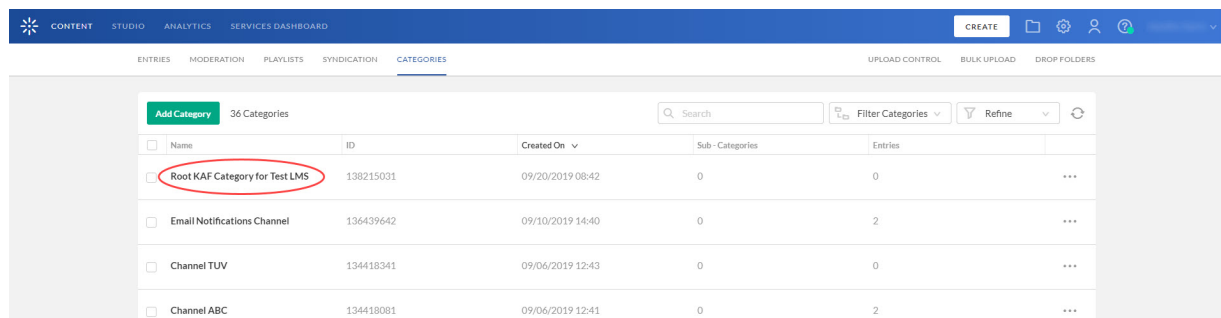 CONTENT STUDIO ANALYTICS SERVICES DASHBOARD CREATE
ENTRIES MODERATION PLAYLISTS SYNDICATION CATEGORIES UPLOAD CONTROL BULK UPLOAD DROP FOLDERS
Add Category 36 Categories Search Filter Categories Refine
Name ID Created On Sub - Categories Entries
Root KAF Category for Test LMS 138215031 09/20/2019 08:42 0 0
Email Notifications Channel 136439642 09/10/2019 14:40 0 2
Channel TUV 134418341 09/06/2019 12:43 0 0
Channel ABC 134418081 09/06/2019 12:41 0 2